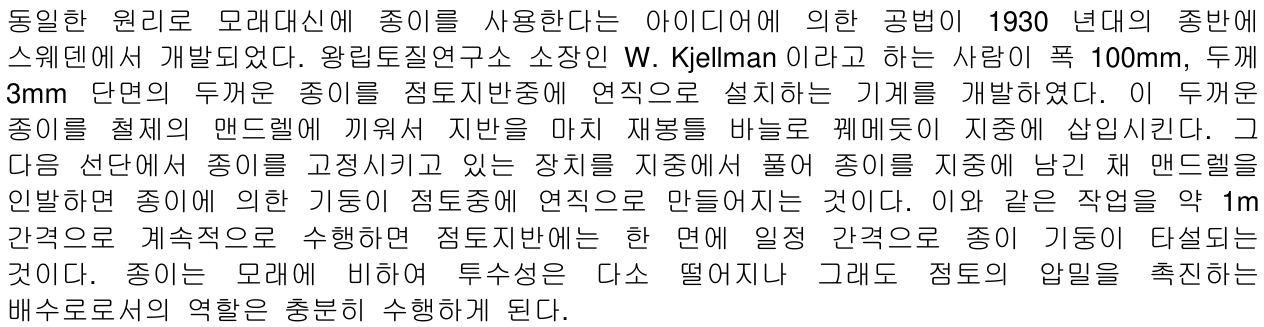 동일한 원리로 모래대신에 종이를 사용한다는 아이디어에 의한 공법이 1930 년대의 종반에
스웨덴에서 개발되었다. 왕립토질연구소 소장인 W. Kjellman 이라고 하는 사람이 폭 100mm, 두께
3mm 단면의 두꺼운 종이를 점토지반중에 연직으로 설치하는 기계를 개발하였다. 이 두꺼운
종이를 철제의 맨드렐에 끼워서 지반을 마치 재봉틀 바늘로 꿰메듯이 지중에 삽입시킨다. 그
다음 선단에서 종이를 고정시키고 있는 장치를 지중에서 풀어 종이를 지중에 남긴 채 맨드렐을
인발하면 종이에 의한 기둥이 점토중에 연직으로 만들어지는 것이다. 이와 같은 작업을 약 1m
간격으로 계속적으로 수행하면 점토지반에는 한 면에 일정 간격으로 종이 기둥이 타설되는
것이다. 종이는 모래에 비하여 투수성은 다소 떨어지나 그래도 점토의 압밀을 촉진하는
배수로로서의 역할은 충분히 수행하게 된다.